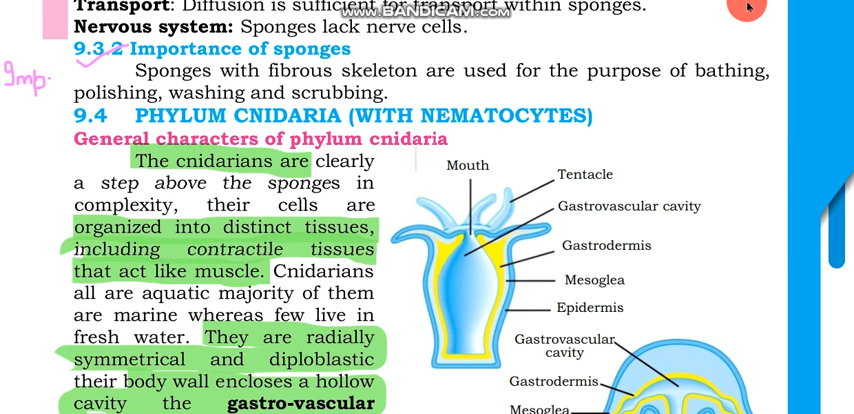 Transport: Diffusion is sufficient for transport within sponges.
WWW.BANDICAM.COM
Nervous system: Sponges lack nerve cells.
9.3.2 Importance of sponges
Imp.
Sponges with fibrous skeleton are used for the purpose of bathing,
polishing, washing and scrubbing.
9.4 PHYLUM CNIDARIA (WITH NEMATOCYTES)
General characters of phylum cnidaria
The cnidarians are clearly
a step above the sponges in
complexity, their cells are
organized into distinct tissues,
including contractile tissues
that act like muscle. Cnidarians
all are aquatic majority of them
are marine whereas few live in
fresh water. They are radially
symmetrical and diploblastic
their body wall encloses a hollow
cavity the gastro-vascular
Mouth
Tentacle
Gastrovascular cavity
Gastrodermis
Mesoglea
Epidermis
Gastrovascular
cavity
Gastrodermis
Mesoglea